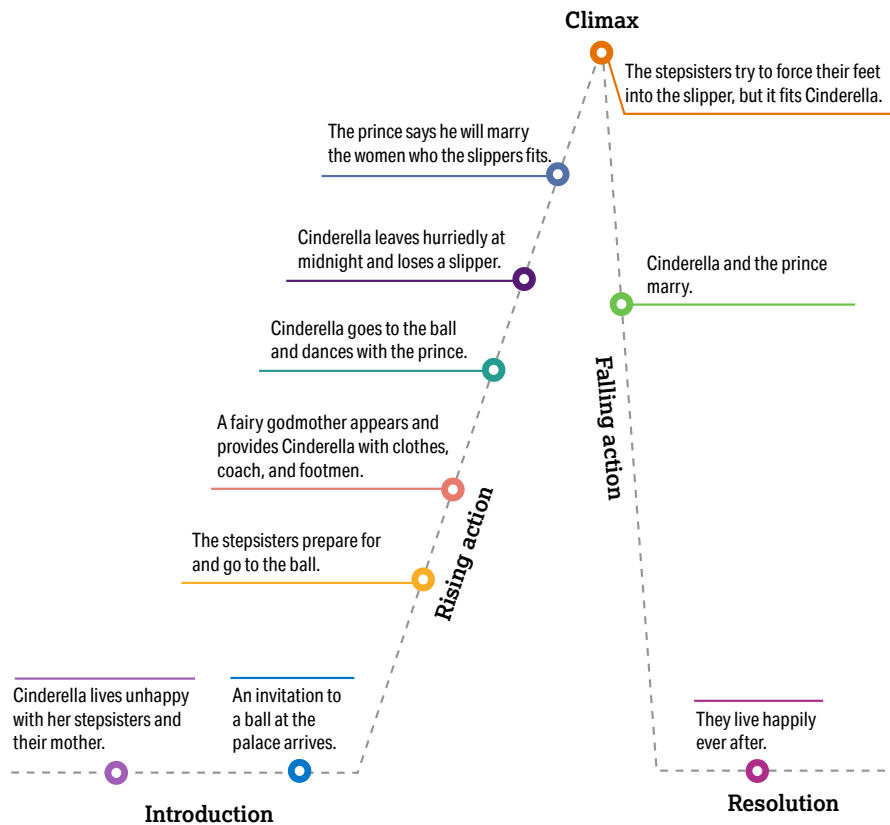 Climax
The stepsisters try to force their feet
into the slipper, but it fits Cinderella.
The prince says he will marry
the women who the slippers fits.
Cinderella leaves hurriedly at
midnight and loses a slipper.
Cinderella and the prince
marry.
Cinderella goes to the ball
and dances with the prince.
Falling action
A fairy godmother appears and
provides Cinderella with clothes,
coach, and footmen.
Rising action
The stepsisters prepare for
and go to the ball.
Cinderella lives unhappy
with her stepsisters and
their mother.
An invitation to
a ball at the
palace arrives.
They live happily
ever after.
Introduction
Resolution